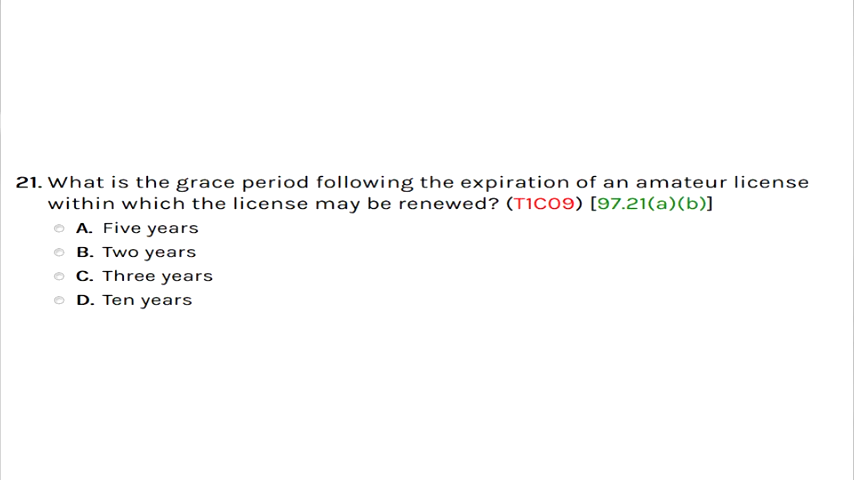 21. What is the grace period following the expiration of an amateur license
within which the license may be renewed? (T1C09) [97.21(a)(b)]
A. Five years
B. Two years
C. Three years
D. Ten years